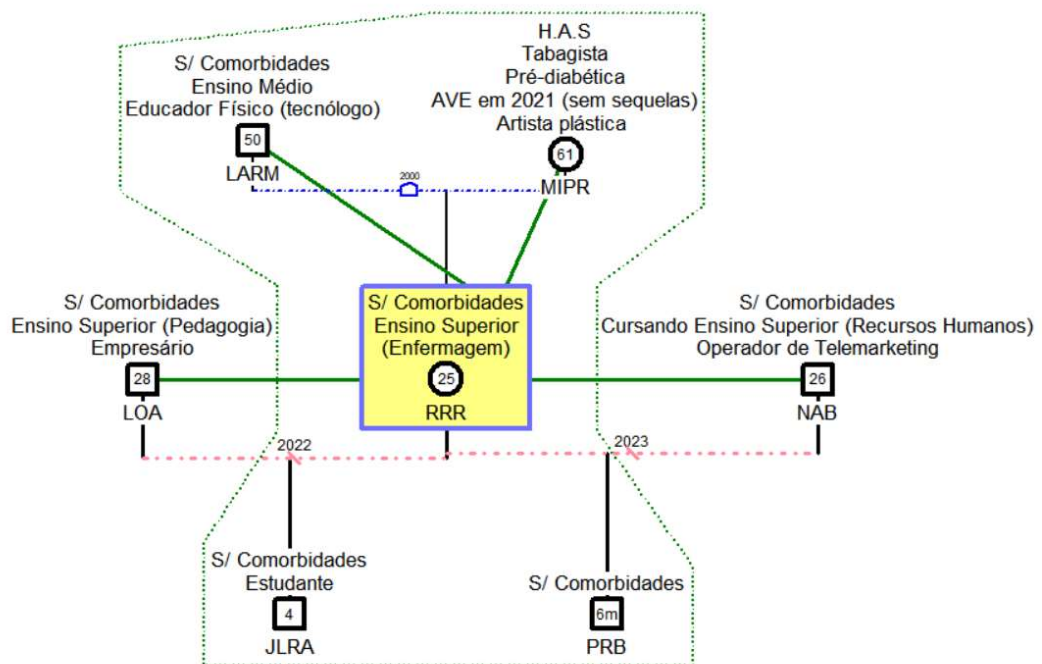 H.A.S
Tabagista
Pré-diabética
AVE em 2021 (sem sequelas)
Artista plástica
61
MIPR
S/ Comorbidades
Ensino Médio
Educador Físico (tecnólogo)
50
LARM
2000
S/ Comorbidades
Ensino Superior (Pedagogia)
Empresário
28
LOA
S/ Comorbidades
Ensino Superior
(Enfermagem)
25
RRR
S/ Comorbidades
Cursando Ensino Superior (Recursos Humanos)
Operador de Telemarketing
26
NAB
2022
2023
S/ Comorbidades
Estudante
4
JLRA
S/ Comorbidades
6m
PRB